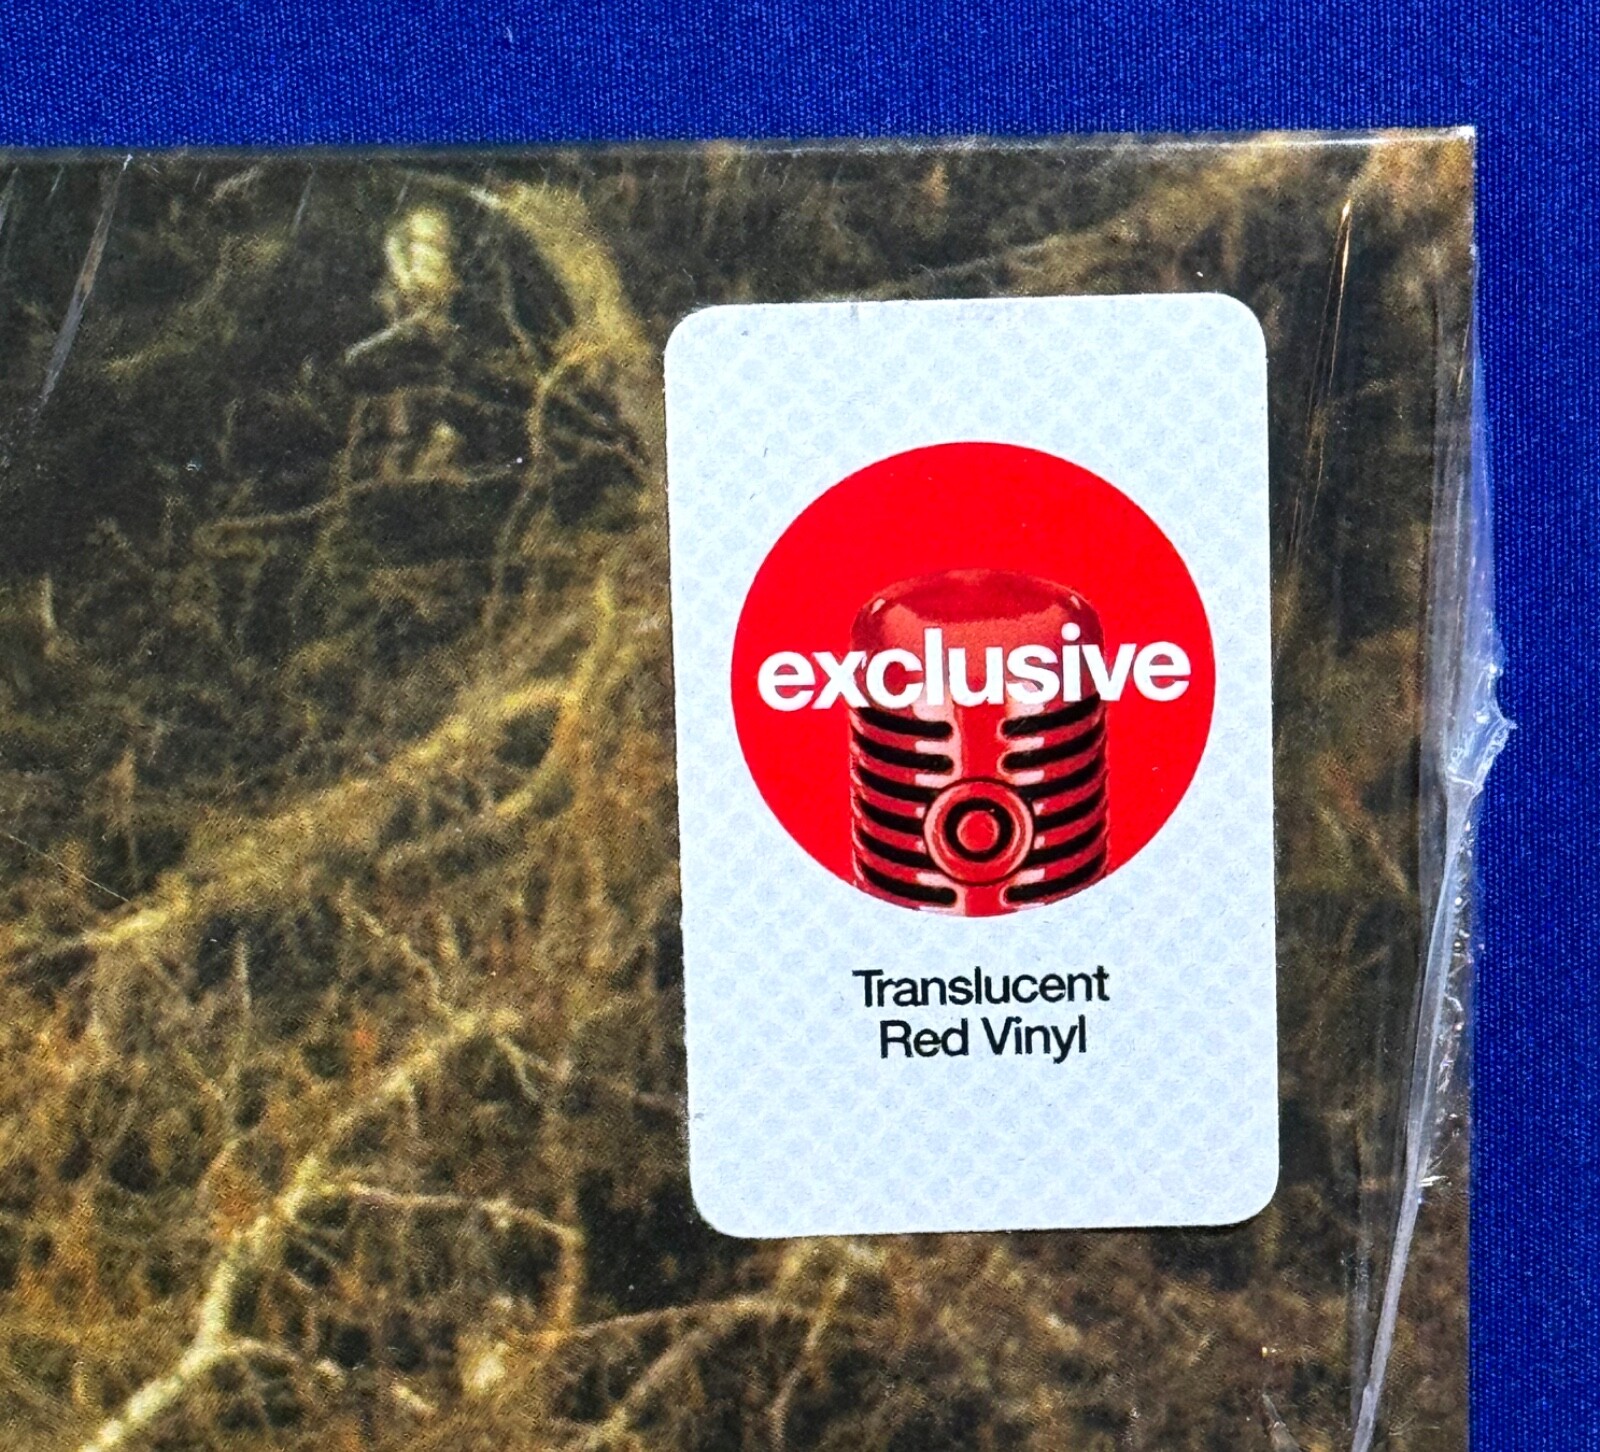 exclusive
Translucent
Red Vinyl